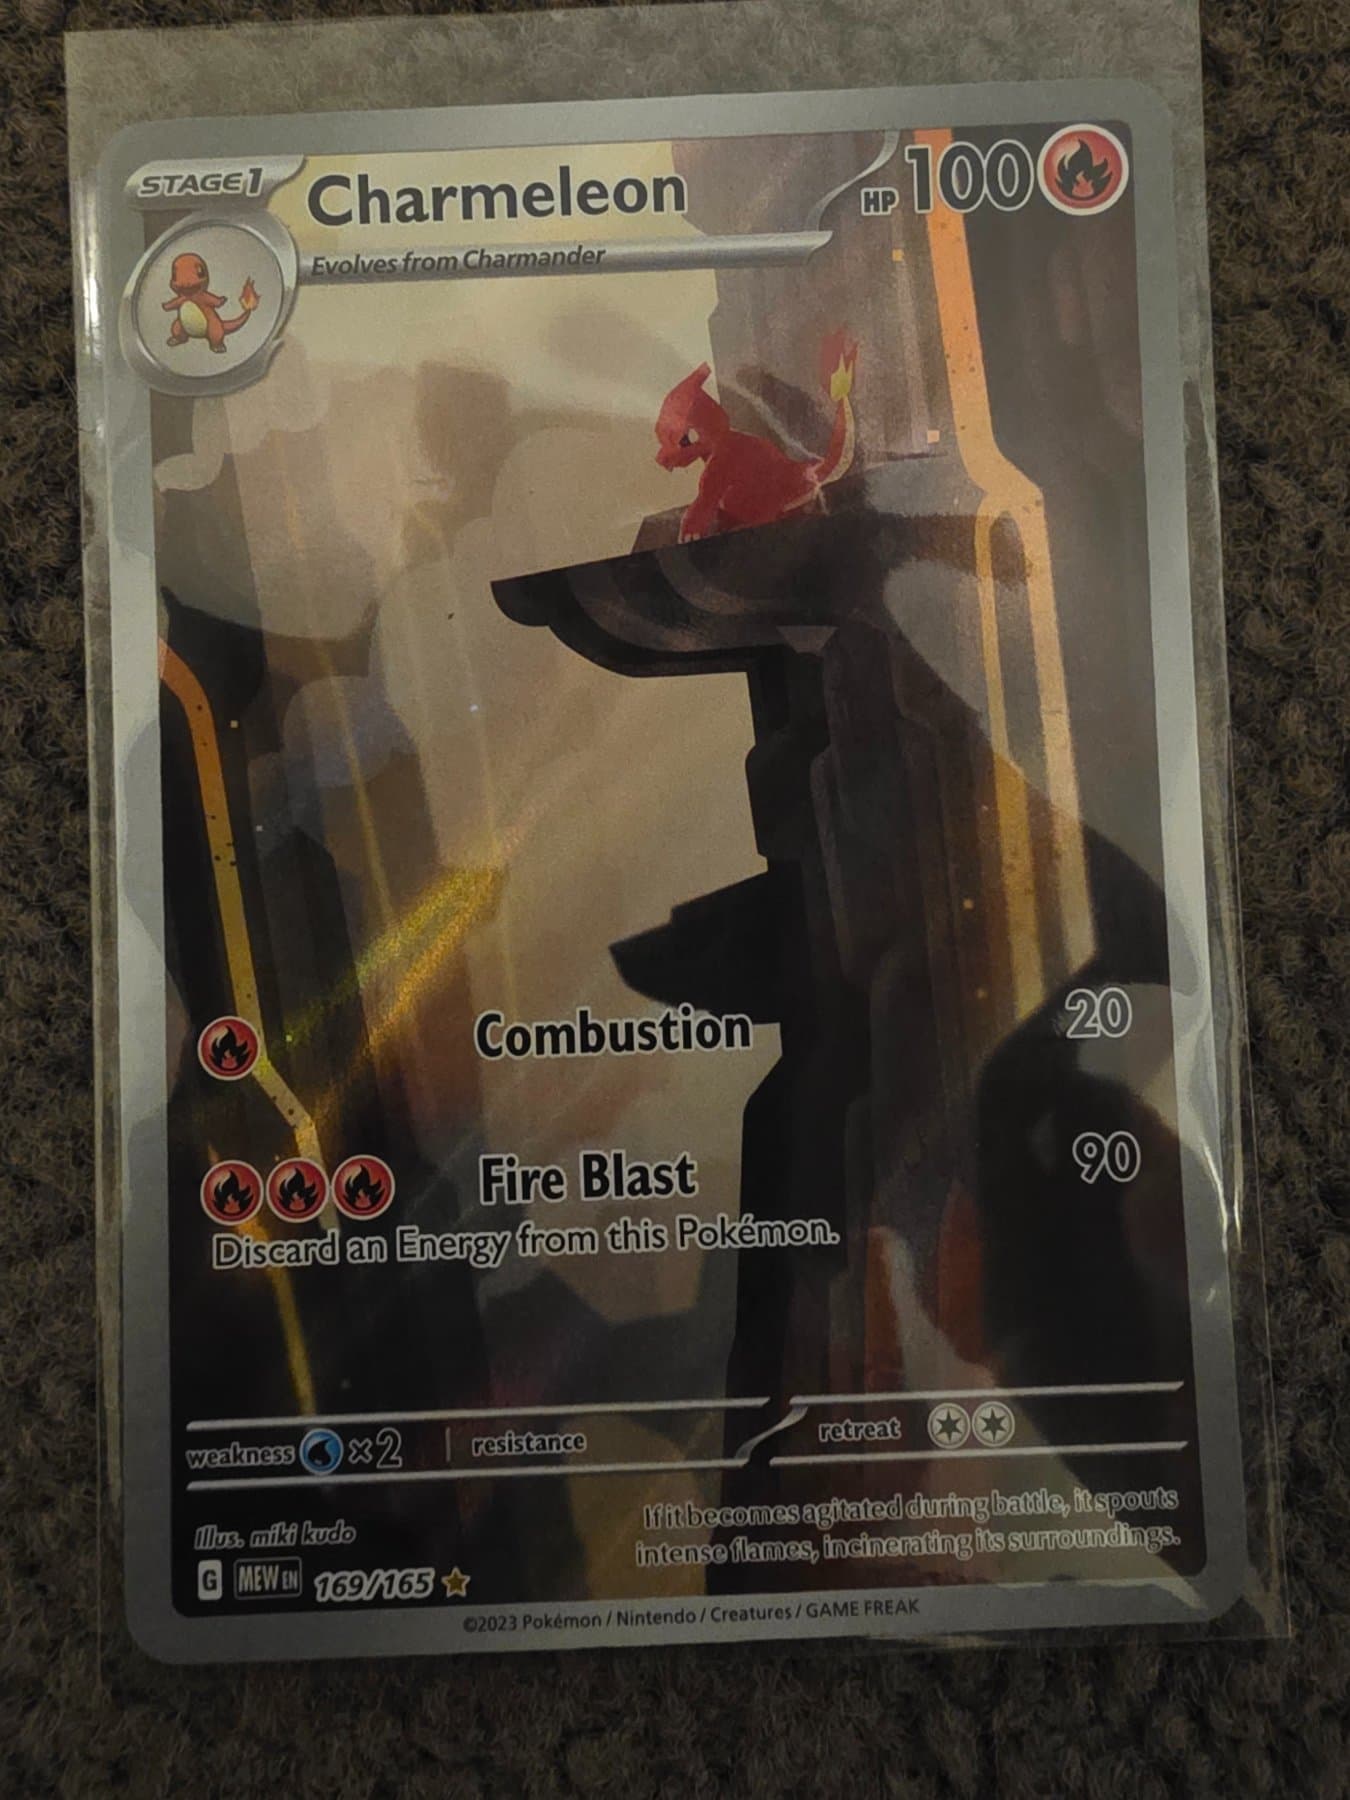 STAGE1
Charmeleon
HP 100
Evolves from Charmander
Combustion 20
Fire Blast 90
Discard an Energy from this Pokémon.
weakness ×2 resistance retreat
If it becomes agitated during battle, it spouts
intense flames, incinerating its surroundings.
Illus. miki kudo
G MEW EN 169/165
©2023 Pokémon / Nintendo / Creatures / GAME FREAK